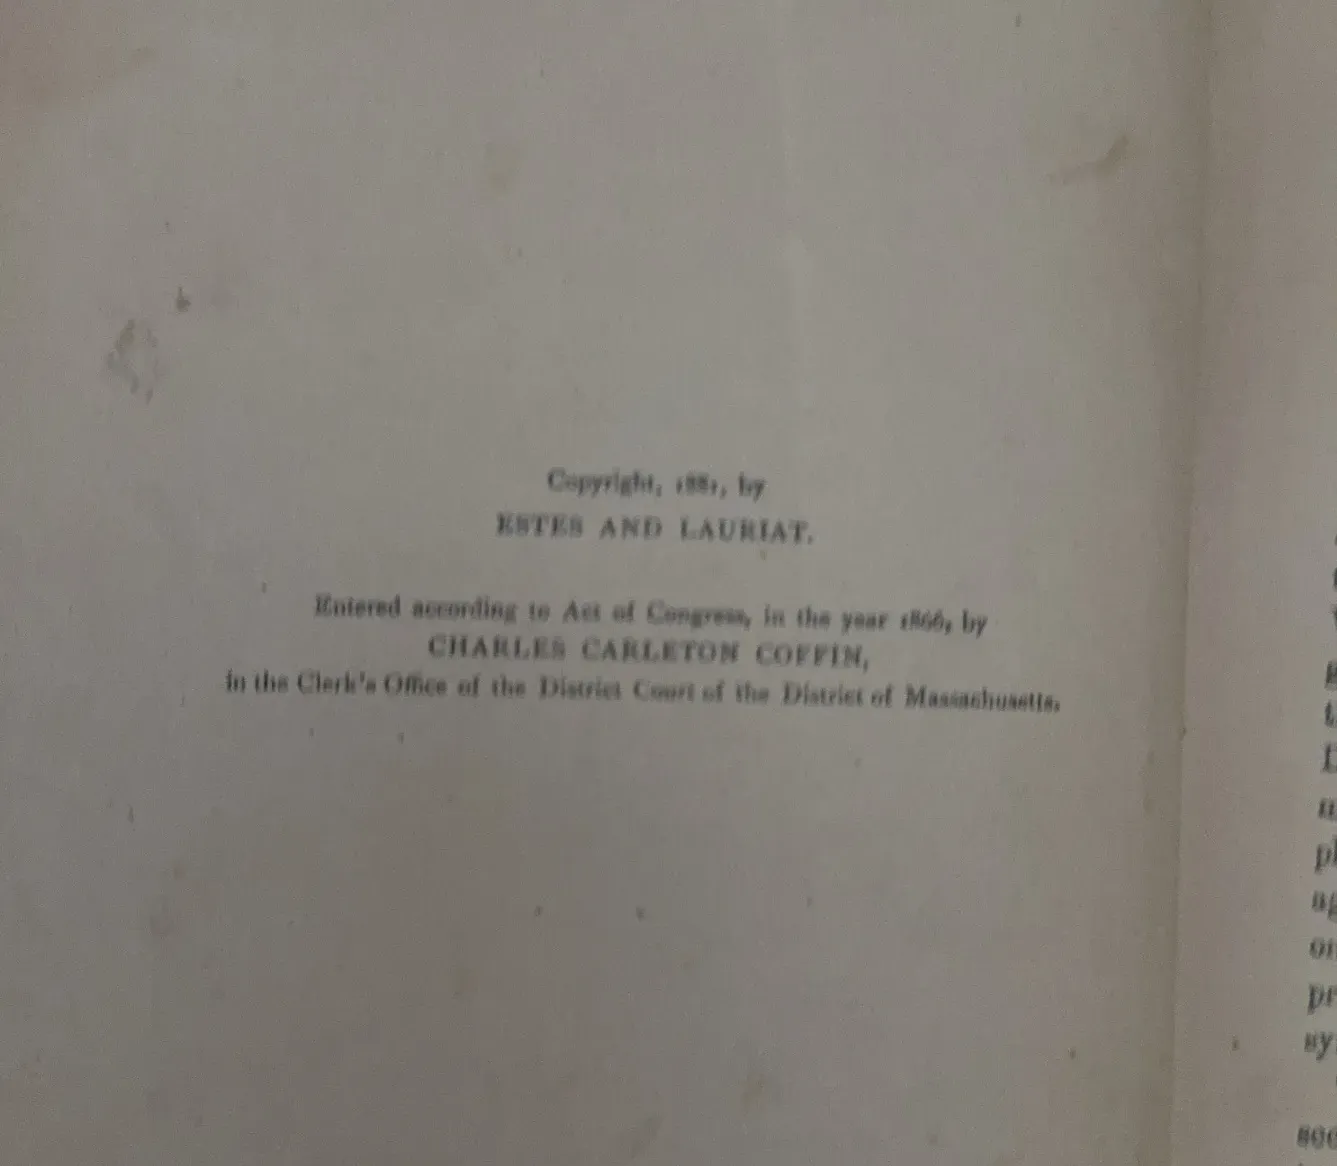 Copyright, 1881, by
ESTES AND LAURIAT.
Entered according to Act of Congress, in the year 1866, by
CHARLES CARLETON COFFIN,
in the Clerk's Office of the District Court of the District of Massachusetts.